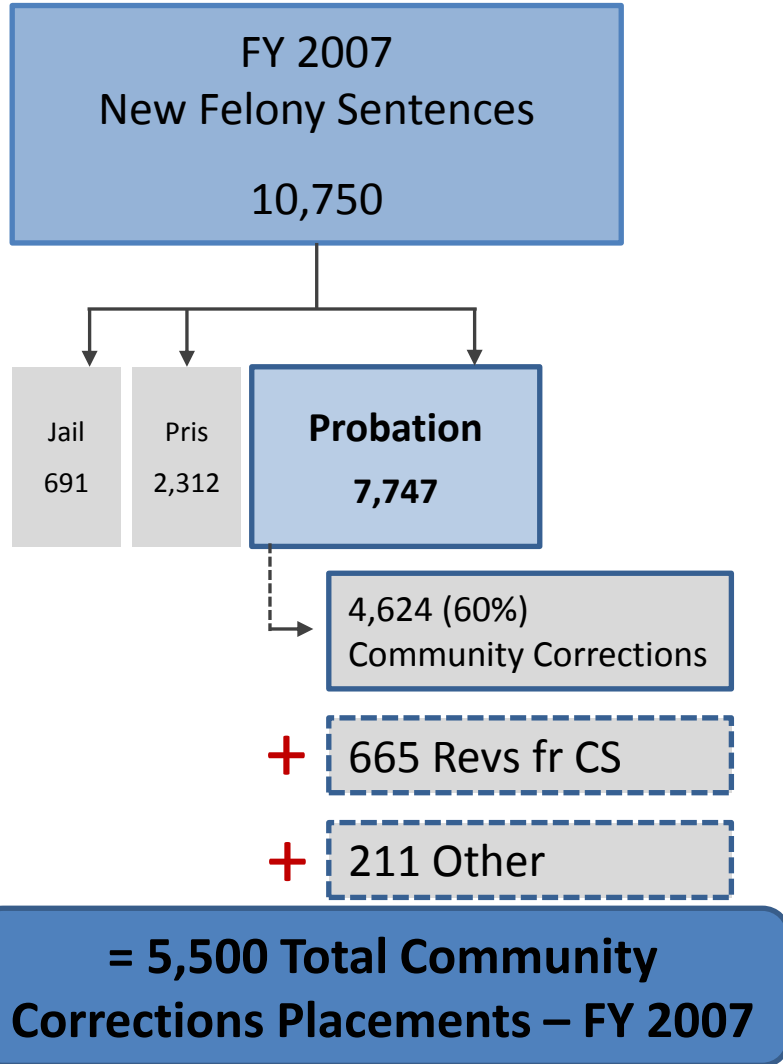 FY 2007
New Felony Sentences
10,750
Jail
691
Pris
2,312
Probation
7,747
4,624 (60%)
Community Corrections
+ 665 Revs fr CS
+ 211 Other
= 5,500 Total Community
Corrections Placements – FY 2007